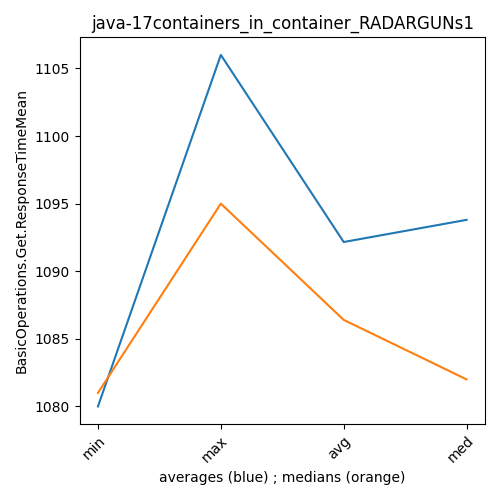 java-17containers_in_container_RADARGUNs1
BasicOperations.Get.ResponseTimeMean
1105
1100
1095
1090
1085
1080
min
max
avg
med
averages (blue) ; medians (orange)